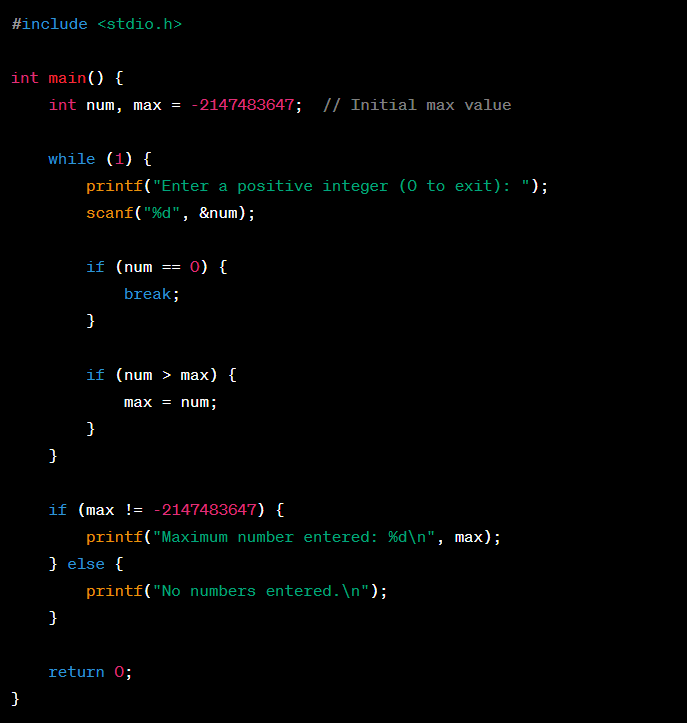 #include <stdio.h>

int main() {
    int num, max = -2147483647;  // Initial max value

    while (1) {
        printf("Enter a positive integer (0 to exit): ");
        scanf("%d", &num);

        if (num == 0) {
            break;
        }

        if (num > max) {
            max = num;
        }
    }

    if (max != -2147483647) {
        printf("Maximum number entered: %d\n", max);
    } else {
        printf("No numbers entered.\n");
    }

    return 0;
}